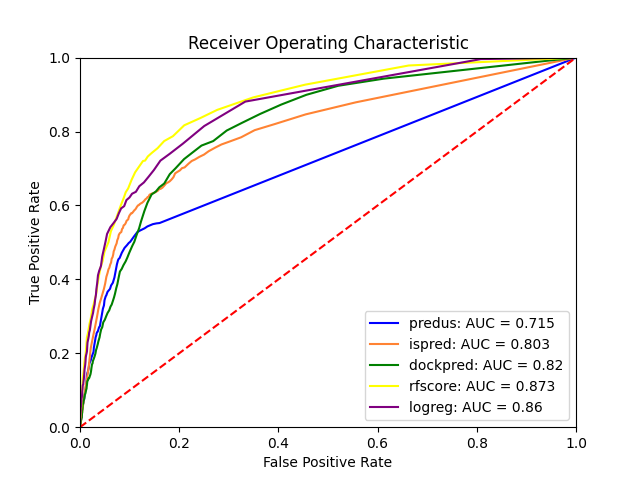 Receiver Operating Characteristic
True Positive Rate
1.0
0.8
0.6
0.4
0.2
0.0
predus: AUC = 0.715
ispred: AUC = 0.803
dockpred: AUC = 0.82
rfscore: AUC = 0.873
logreg: AUC = 0.86
0.0 0.2 0.4 0.6 0.8 1.0
False Positive Rate